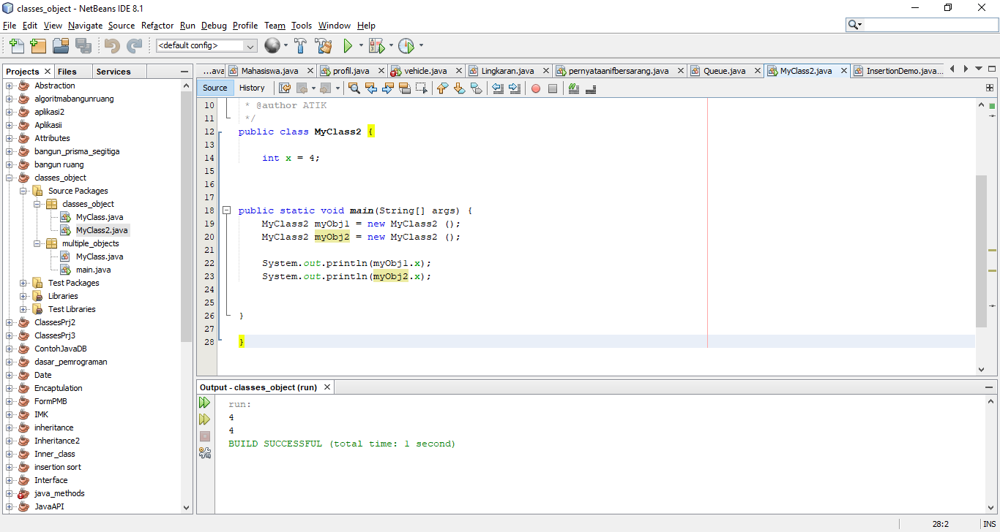 classes_object - NetBeans IDE 8.1
File Edit View Navigate Source Refactor Run Debug Profile Team Tools Window Help
<default config>
Projects Files Services
Abstraction
algoritmabangunruang
aplikasi2
Aplikasii
Attributes
bangun_prisma_segitiga
bangun ruang
classes_object
Source Packages
classes_object
MyClass.java
MyClass2.java
multiple_objects
MyClass.java
main.java
Test Packages
Libraries
Test Libraries
ClassesPrj2
ClassesPrj3
ContohJavaDB
dasar_pemrograman
Date
Encaptulation
FormPMB
IMK
inheritance
Inheritance2
Inner_class
insertion sort
Interface
java_methods
JavaAPI
...ava Mahasiswa.java profil.java vehicle.java Lingkaran.java pernyataanifbersarang.java Queue.java MyClass2.java InsertionDemo.java...
Source History
10 * @author ATIK
11 */
12 public class MyClass2 {
13
14 int x = 4;
15
16
17
18 public static void main(String[] args) {
19 MyClass2 myObj1 = new MyClass2 ();
20 MyClass2 myObj2 = new MyClass2 ();
21
22 System.out.println(myObj1.x);
23 System.out.println(myObj2.x);
24
25
26 }
27
28 }
Output - classes_object (run)
run:
4
4
BUILD SUCCESSFUL (total time: 1 second)
28:2 INS